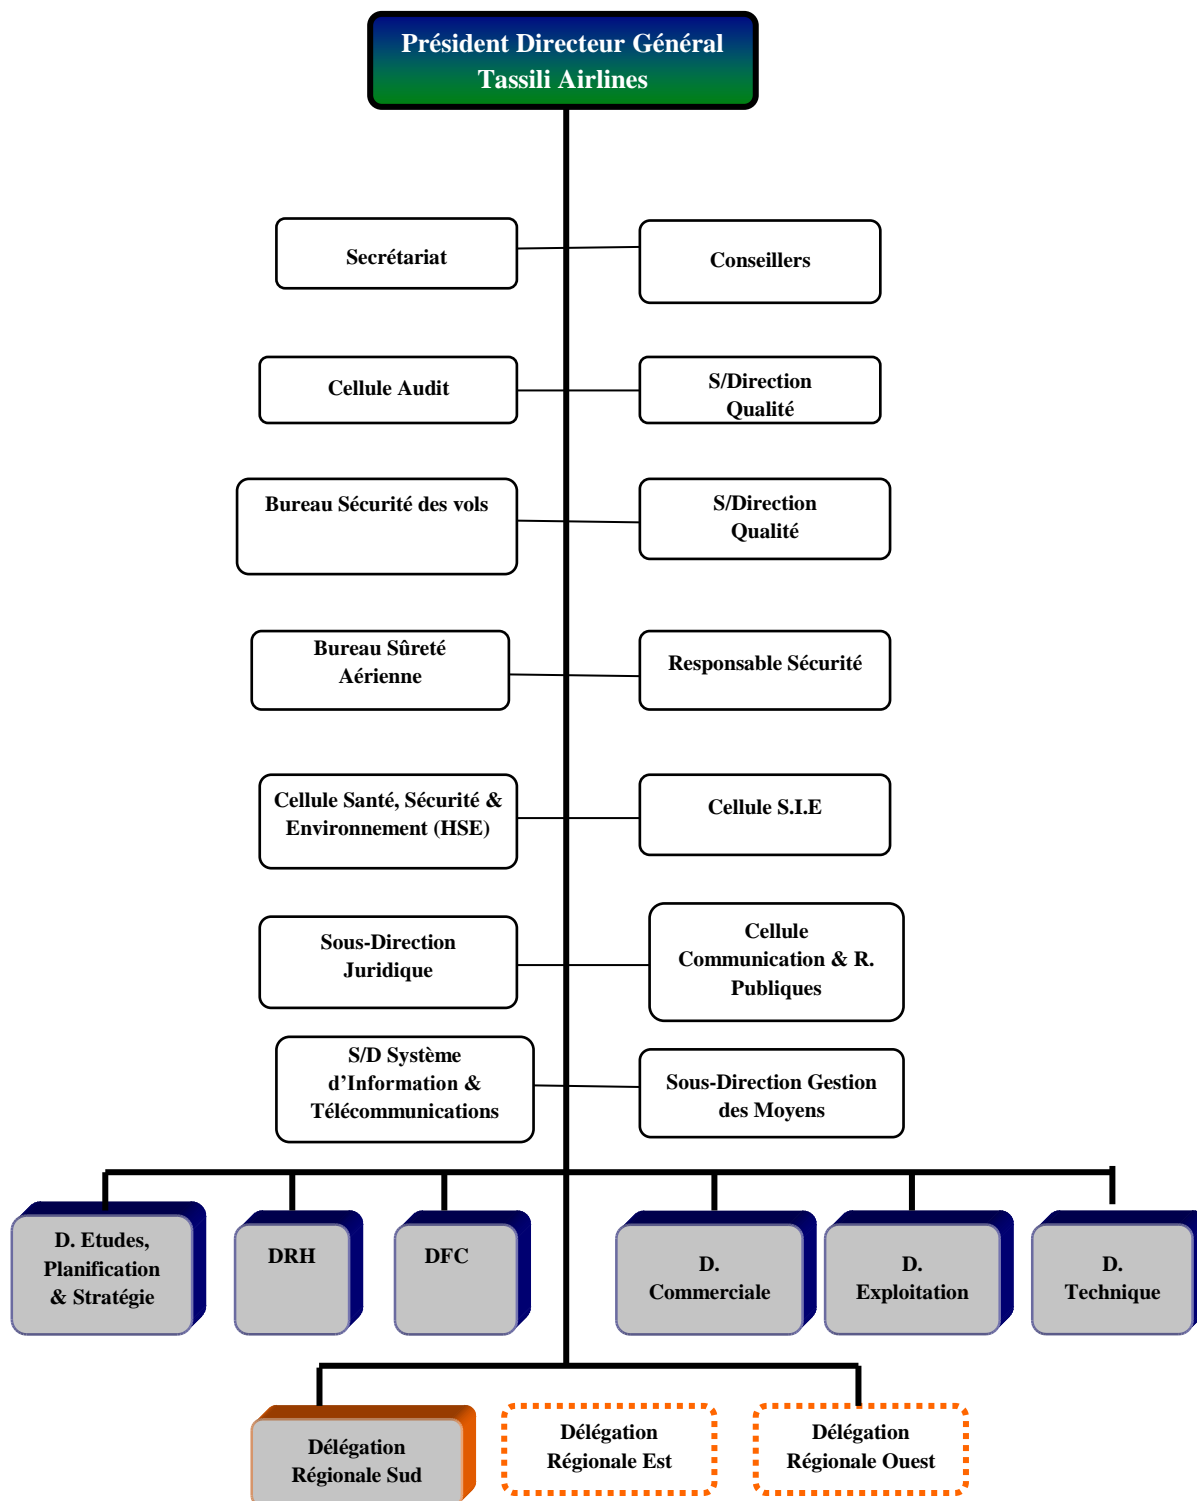 Président Directeur Général
Tassili Airlines
Secrétariat
Conseillers
Cellule Audit
S/Direction
Qualité
Bureau Sécurité des vols
S/Direction
Qualité
Bureau Sûreté
Aérienne
Responsable Sécurité
Cellule Santé, Sécurité &
Environnement (HSE)
Cellule S.I.E
Sous-Direction
Juridique
Cellule
Communication & R.
Publiques
S/D Système
d’Information &
Télécommunications
Sous-Direction Gestion
des Moyens
D. Etudes,
Planification
& Stratégie
DRH
DFC
D.
Commerciale
D.
Exploitation
D.
Technique
Délégation
Régionale Sud
Délégation
Régionale Est
Délégation
Régionale Ouest